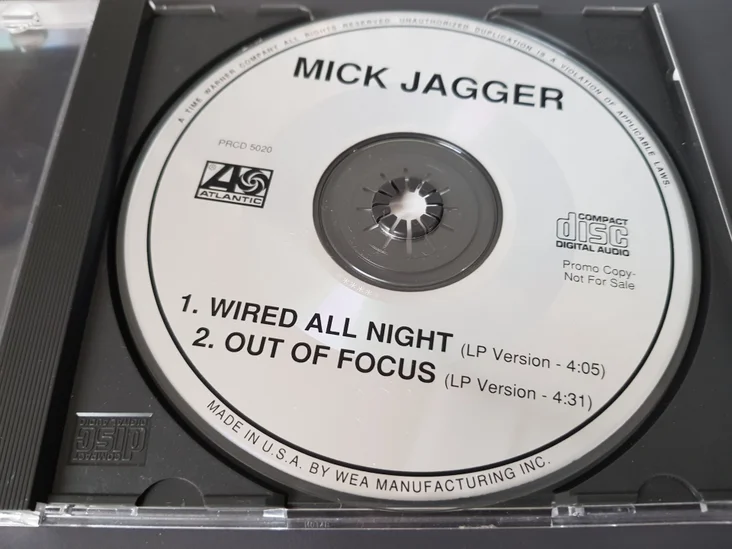 A TIME WARNER COMPANY. ALL RIGHTS RESERVED. UNAUTHORIZED DUPLICATION IS A VIOLATION OF APPLICABLE LAWS.
MICK JAGGER
PRCD 5020
ATLANTIC
COMPACT
disc
DIGITAL AUDIO
Promo Copy-
Not For Sale
1. WIRED ALL NIGHT (LP Version - 4:05)
2. OUT OF FOCUS (LP Version - 4:31)
MADE IN U.S.A. BY WEA MANUFACTURING INC.